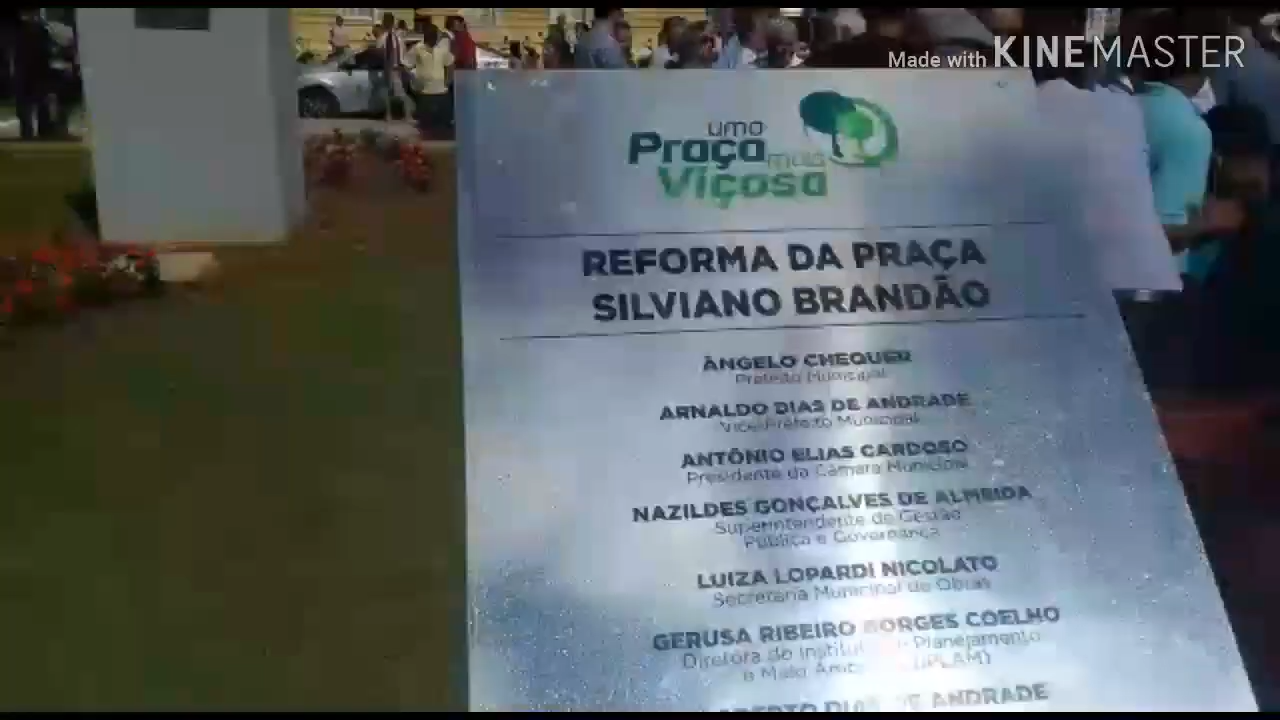 Made with KINEMASTER
uma
Praça mais
Viçosa
REFORMA DA PRAÇA
SILVIANO BRANDÃO
ÂNGELO CHEQUER
Prefeito Municipal
ARNALDO DIAS DE ANDRADE
Vice-Prefeito Municipal
ANTÔNIO ELIAS CARDOSO
Presidente da Câmara Municipal
NAZILDES GONÇALVES DE ALMEIDA
Superintendente de Gestão
Pública e Governança
LUIZA LOPARDI NICOLATO
Secretária Municipal de Obras
GERUSA RIBEIRO BORGES COELHO
Diretora do Planejamento
e Meio
DE ANDRADE